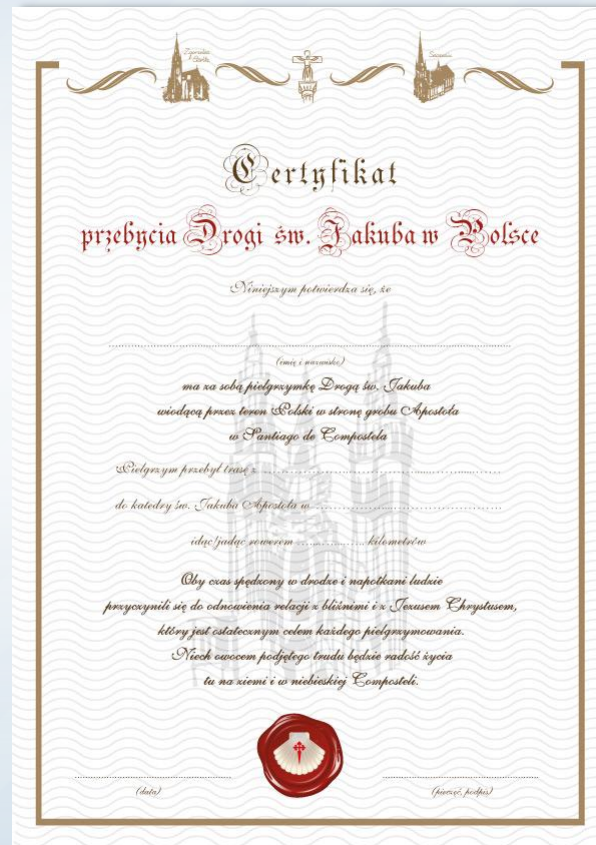 Zgorzelec
Görlitz
Szczecin
Certyfikat
przebycia Drogi św. Jakuba w Polsce
Niniejszym potwierdza się, że
(imię i nazwisko)
ma za sobą pielgrzymkę Drogą św. Jakuba
wiodącą przez teren Polski w stronę grobu Apostoła
w Santiago de Compostela
Pielgrzym przebył trasę z
do katedry św. Jakuba Apostoła w
idąc/jadąc rowerem ............... kilometrów
Oby czas spędzony w drodze i napotkani ludzie
przyczynili się do odnowienia relacji z bliźnimi i z Jezusem Chrystusem,
który jest ostatecznym celem każdego pielgrzymowania.
Niech owocem podjętego trudu będzie radość życia
tu na ziemi i w niebieskiej Composteli.
(data) (pieczęć, podpis)